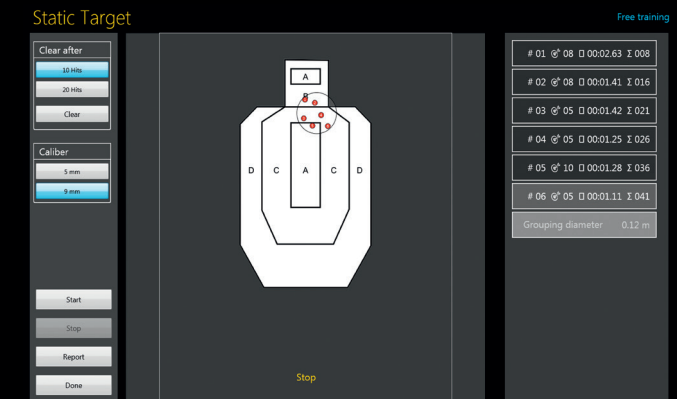 Static Target
Free training
Clear after
10 Hits
20 Hits
Clear
Caliber
5 mm
9 mm
Start
Stop
Report
Done
A
B
D C A C D
Stop
# 01 08 00:02.63 Σ 008
# 02 08 00:01.41 Σ 016
# 03 05 00:01.42 Σ 021
# 04 05 00:01.25 Σ 026
# 05 10 00:01.28 Σ 036
# 06 05 00:01.11 Σ 041
Grouping diameter 0.12 m